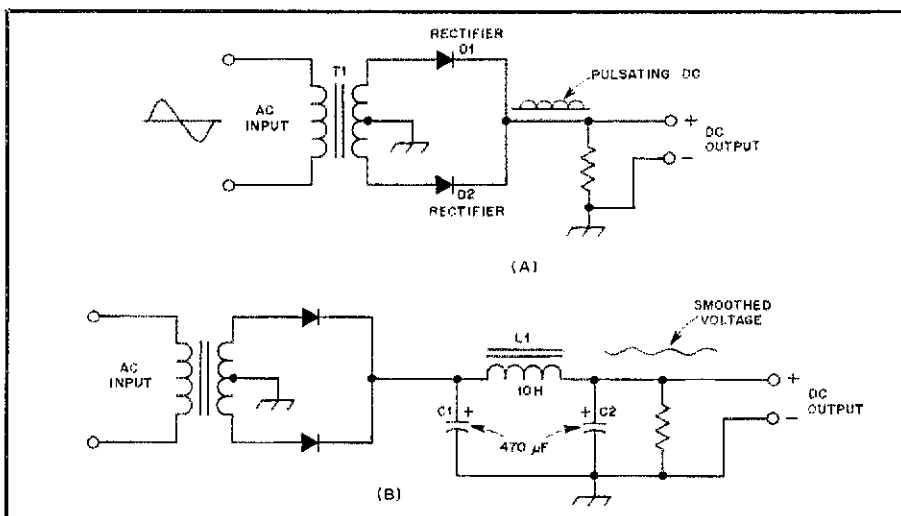 RECTIFIER
D1
T1
PULSATING DC
AC
INPUT
+
−
DC
OUTPUT
D2
RECTIFIER
(A)
SMOOTHED
VOLTAGE
L1
10H
AC
INPUT
C1 +
+ C2
470 µF
+
−
DC
OUTPUT
(B)